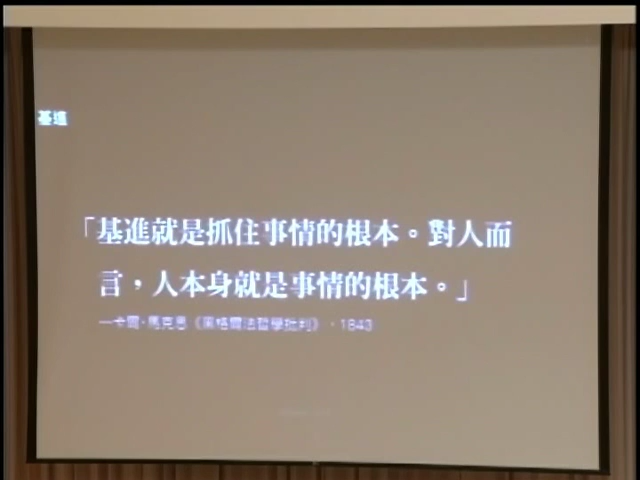 基進
「基進就是抓住事情的根本。對人而
言，人本身就是事情的根本。」
—卡爾·馬克思《黑格爾法哲學批判》，1843